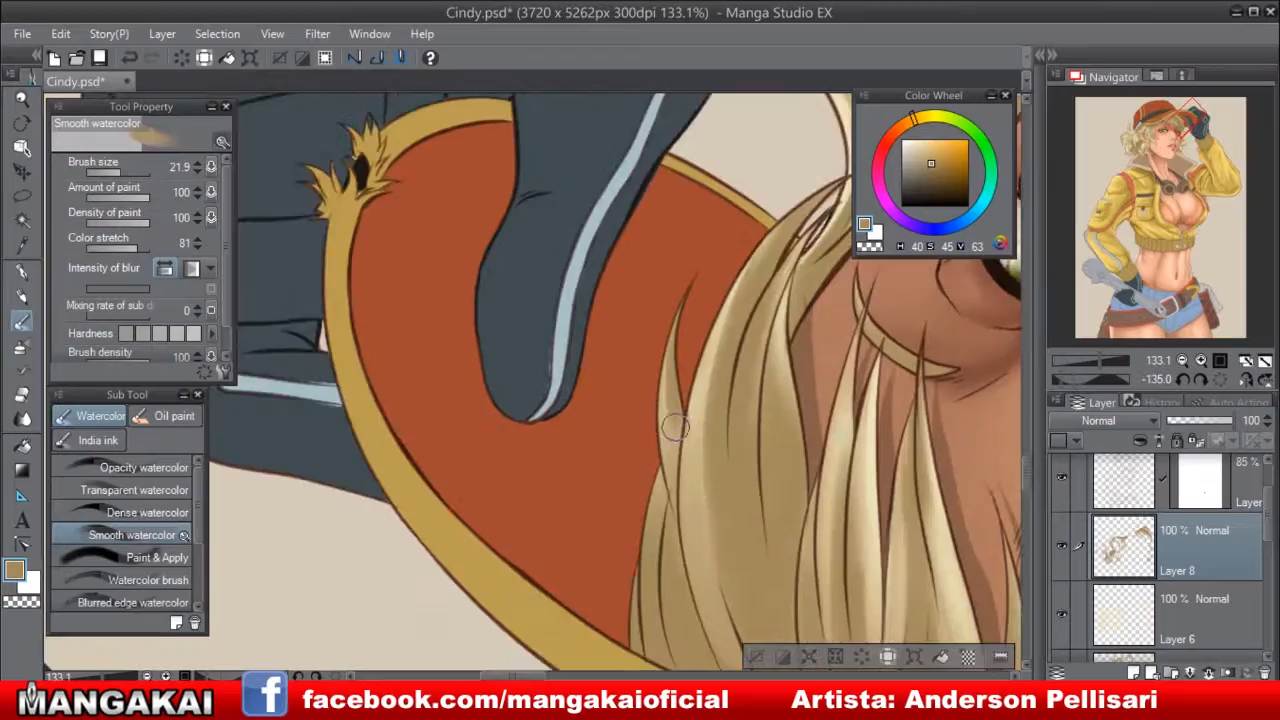 Cindy.psd* (3720 x 5262px 300dpi 133.1%) - Manga Studio EX
File Edit Story(P) Layer Selection View Filter Window Help
Cindy.psd*
Tool Property
Smooth watercolor
Brush size 21.9
Amount of paint 100
Density of paint 100
Color stretch 81
Intensity of blur
Mixing rate of sub d 0
Hardness
Brush density 100
Sub Tool
Watercolor Oil paint
India ink
Opacity watercolor
Transparent watercolor
Dense watercolor
Smooth watercolor
Paint & Apply
Watercolor brush
Blurred edge watercolor
Color Wheel
H 40 S 45 V 63
Navigator
133.1
-135.0
Layer History Auto Action
Normal 100
85 %
Layer
100 % Normal
Layer 8
100 % Normal
Layer 6
133.1
MANGAKAI
facebook.com/mangakaioficial
Artista: Anderson Pellisari